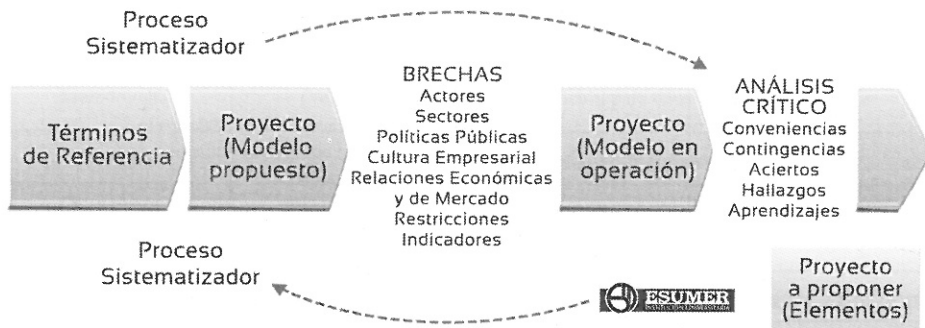 Proceso
Sistematizador
Términos
de Referencia
Proyecto
(Modelo
propuesto)
BRECHAS
Actores
Sectores
Políticas Públicas
Cultura Empresarial
Relaciones Económicas
y de Mercado
Restricciones
Indicadores
Proyecto
(Modelo en
operación)
ANÁLISIS
CRÍTICO
Conveniencias
Contingencias
Aciertos
Hallazgos
Aprendizajes
Proceso
Sistematizador
ESUMER
Proyecto
a proponer
(Elementos)